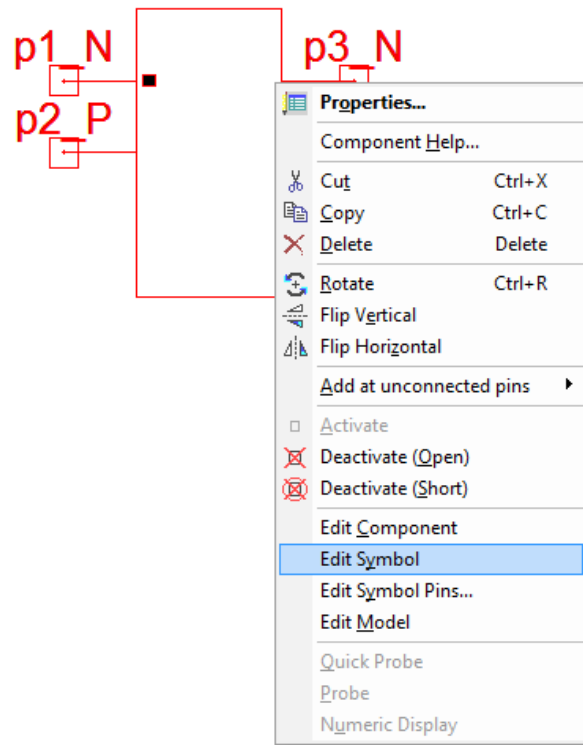 p1_N
p3_N
p2_P
Properties...
Component Help...
Cut Ctrl+X
Copy Ctrl+C
Delete Delete
Rotate Ctrl+R
Flip Vertical
Flip Horizontal
Add at unconnected pins
Activate
Deactivate (Open)
Deactivate (Short)
Edit Component
Edit Symbol
Edit Symbol Pins...
Edit Model
Quick Probe
Probe
Numeric Display